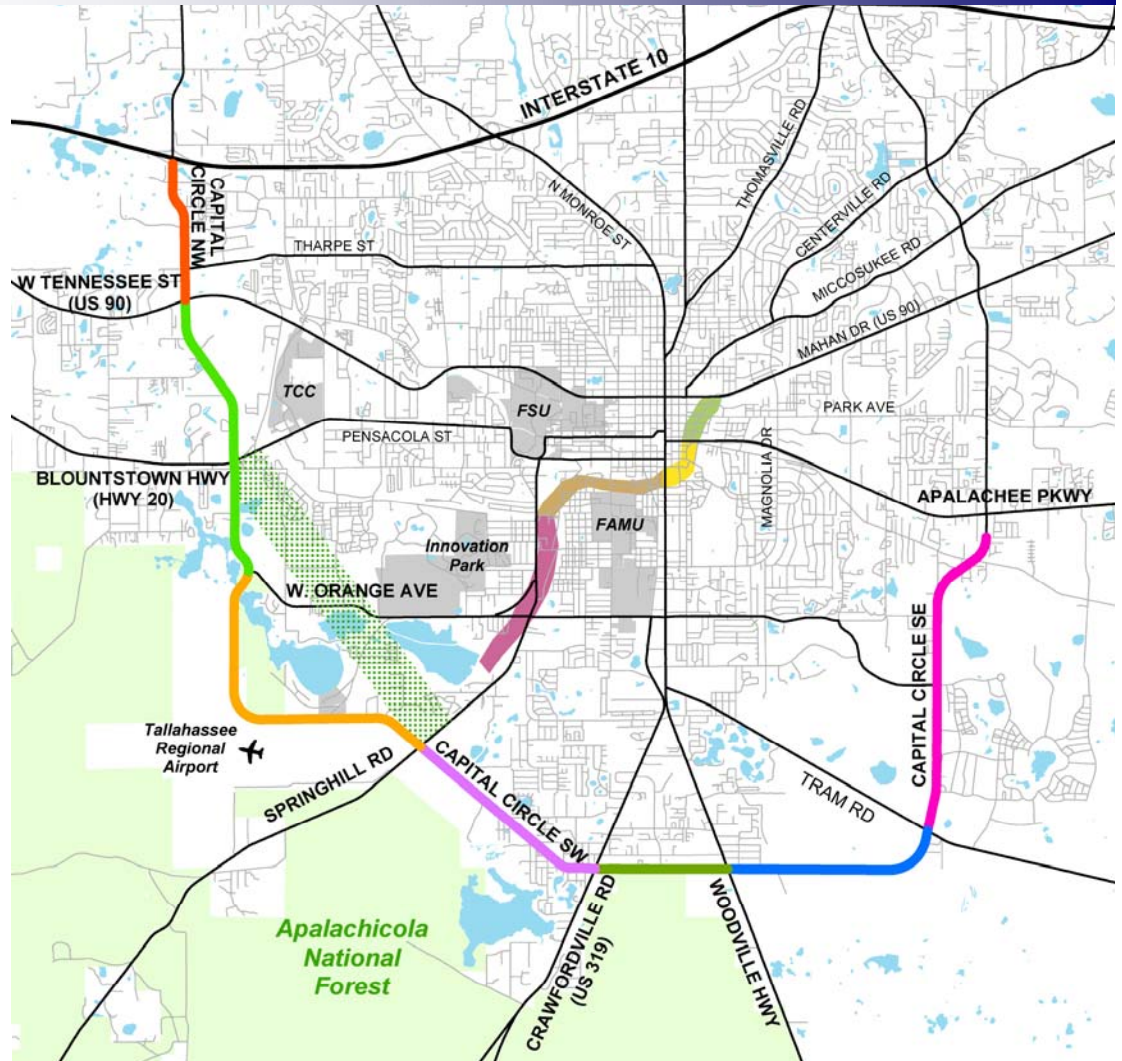 INTERSTATE 10
THOMASVILLE RD
CAPITAL
CIRCLE NW
N MONROE ST
CENTERVILLE RD
THARPE ST
MICCOSUKEE RD
W TENNESSEE ST
(US 90)
MAHAN DR (US 90)
TCC
FSU
PARK AVE
PENSACOLA ST
MAGNOLIA DR
BLOUNTSTOWN HWY
(HWY 20)
APALACHEE PKWY
FAMU
Innovation
Park
W. ORANGE AVE
CAPITAL CIRCLE SE
Tallahassee
Regional
Airport
SPRINGHILL RD
CAPITAL CIRCLE SW
TRAM RD
Apalachicola
National
Forest
CRAWFORDVILLE RD
(US 319)
WOODVILLE HWY